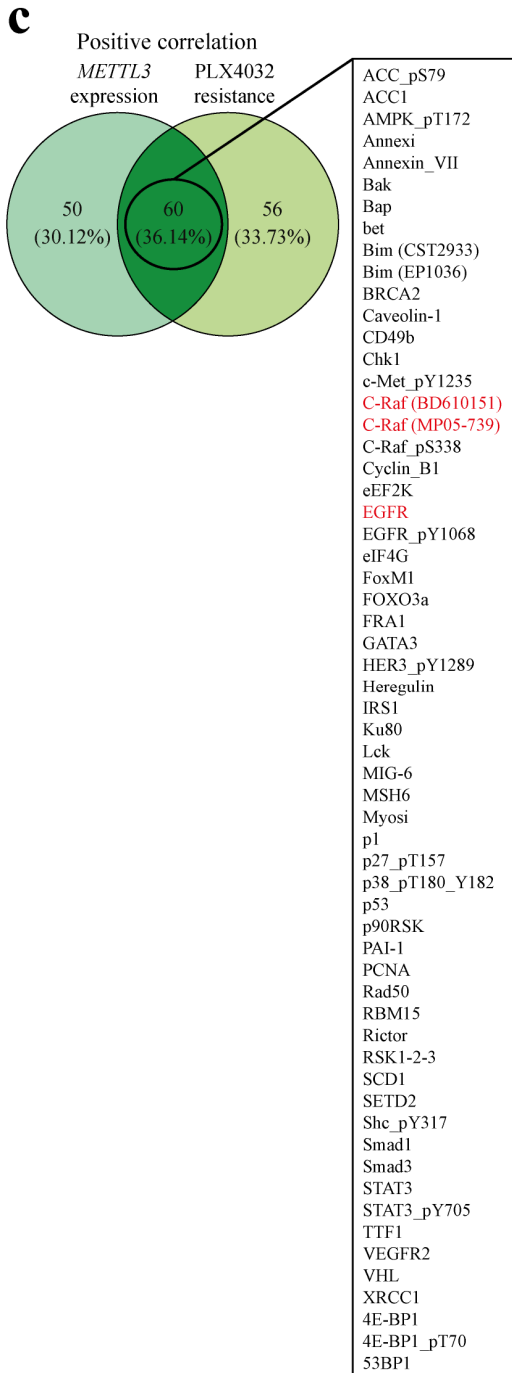 c
Positive correlation
METTL3 PLX4032
expression resistance
50 60 56
(30.12%) (36.14%) (33.73%)
ACC_pS79
ACC1
AMPK_pT172
Annexi
Annexin_VII
Bak
Bap
bet
Bim (CST2933)
Bim (EP1036)
BRCA2
Caveolin-1
CD49b
Chk1
c-Met_pY1235
C-Raf (BD610151)
C-Raf (MP05-739)
C-Raf_pS338
Cyclin_B1
eEF2K
EGFR
EGFR_pY1068
eIF4G
FoxM1
FOXO3a
FRA1
GATA3
HER3_pY1289
Heregulin
IRS1
Ku80
Lck
MIG-6
MSH6
Myosi
p1
p27_pT157
p38_pT180_Y182
p53
p90RSK
PAI-1
PCNA
Rad50
RBM15
Rictor
RSK1-2-3
SCD1
SETD2
Shc_pY317
Smad1
Smad3
STAT3
STAT3_pY705
TTF1
VEGFR2
VHL
XRCC1
4E-BP1
4E-BP1_pT70
53BP1